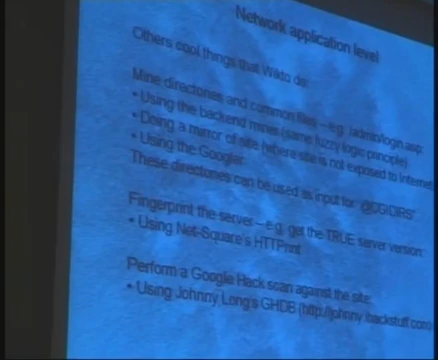 Network application level
Others cool things that Wikto do:
Mine directories and common files – e.g. /admin/login.asp:
• Using the backend miner (same fuzzy logic principle)
• Doing a mirror of site (where site is not exposed to Internet
• Using the Googler
These directories can be used as input for '@CGIDIRS'
Fingerprint the server – e.g. get the TRUE server version:
• Using Net-Square's HTTPrint
Perform a Google Hack scan against the site:
• Using Johnny Long's GHDB (http://johnny.ihackstuff.com)